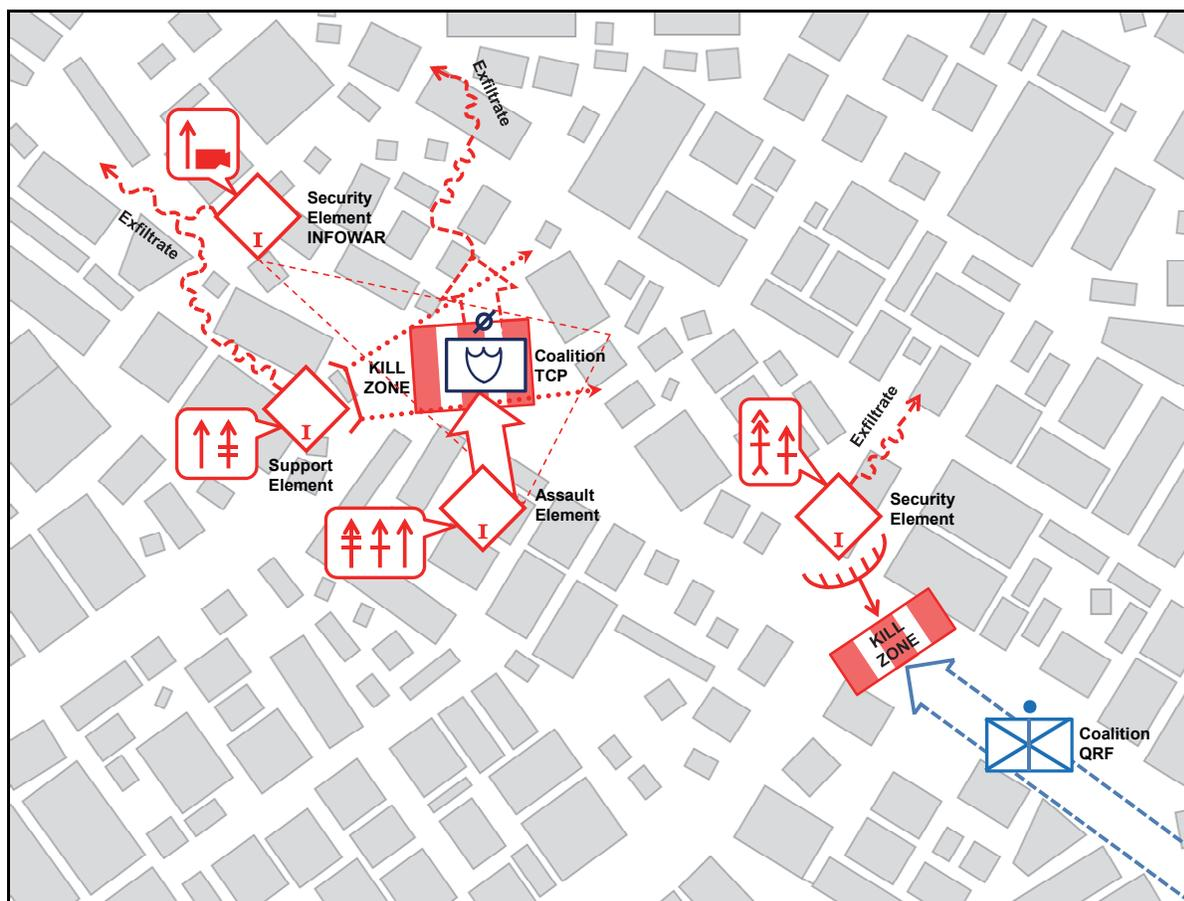 Exfiltrate
Exfiltrate
Security
Element
INFOWAR
I
KILL
ZONE
Coalition
TCP
I
Support
Element
I
Assault
Element
Exfiltrate
I
Security
Element
KILL
ZONE
Coalition
QRF